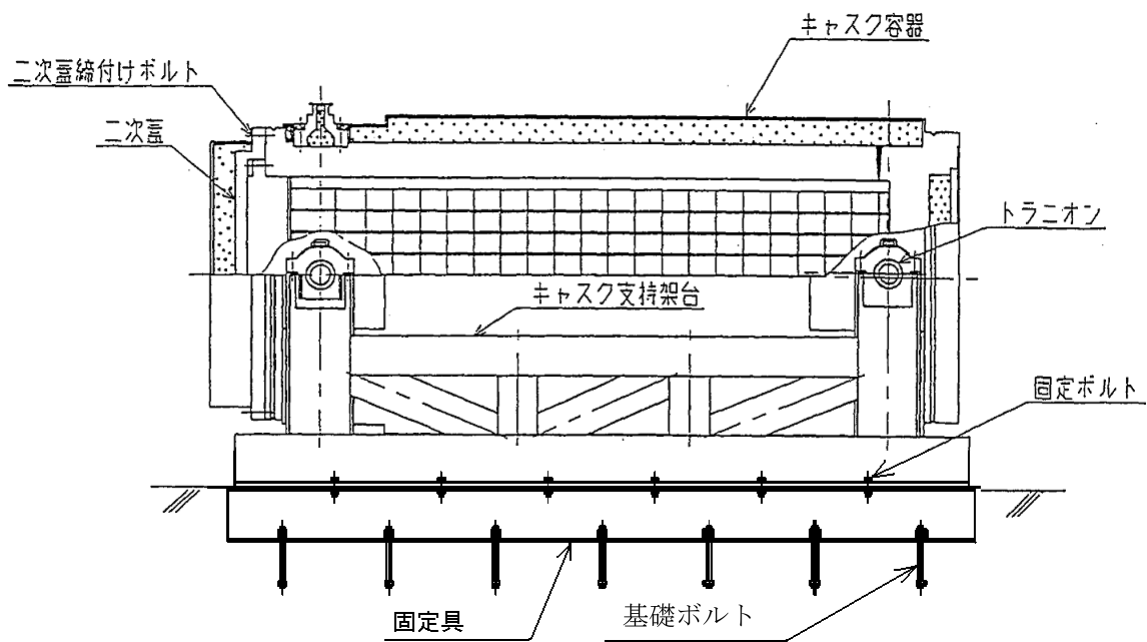 キャスク容器
二次蓋締付けボルト
二次蓋
トラニオン
キャスク支持架台
固定ボルト
固定具
基礎ボルト